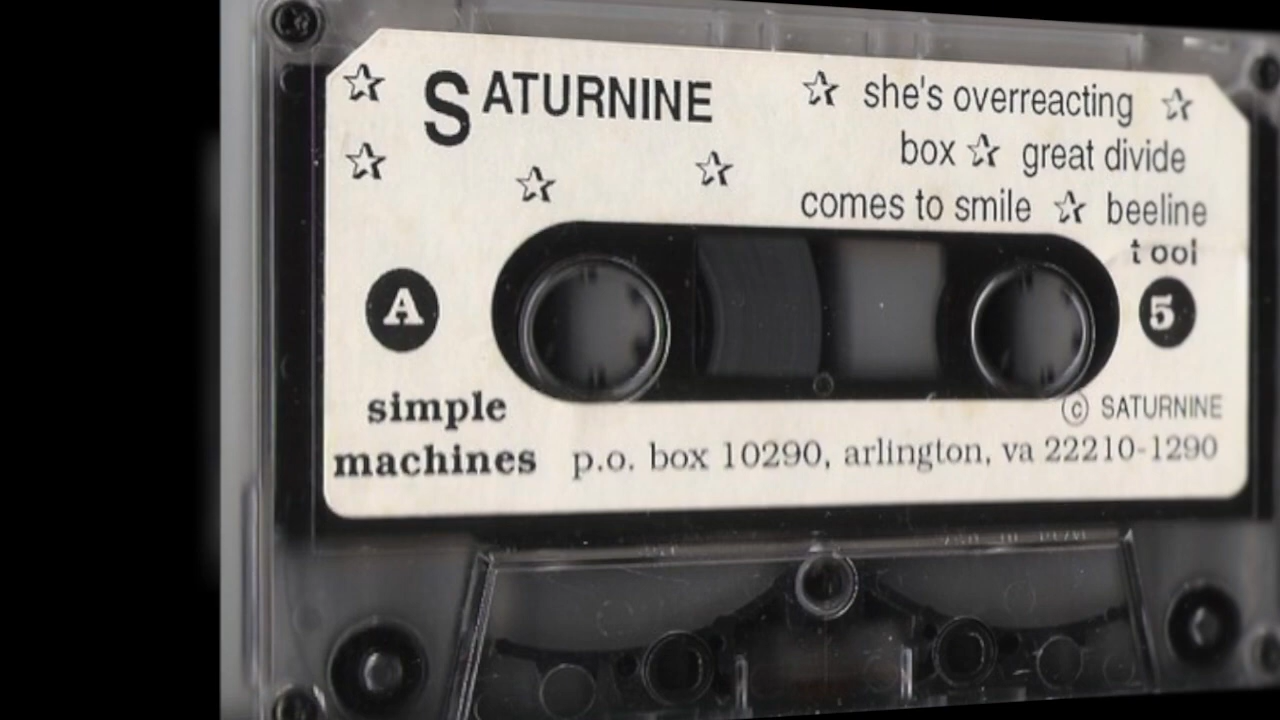 SATURNINE
she's overreacting
box ☆ great divide
comes to smile ☆ beeline
tool
A
5
simple
machines
© SATURNINE
p.o. box 10290, arlington, va 22210-1290